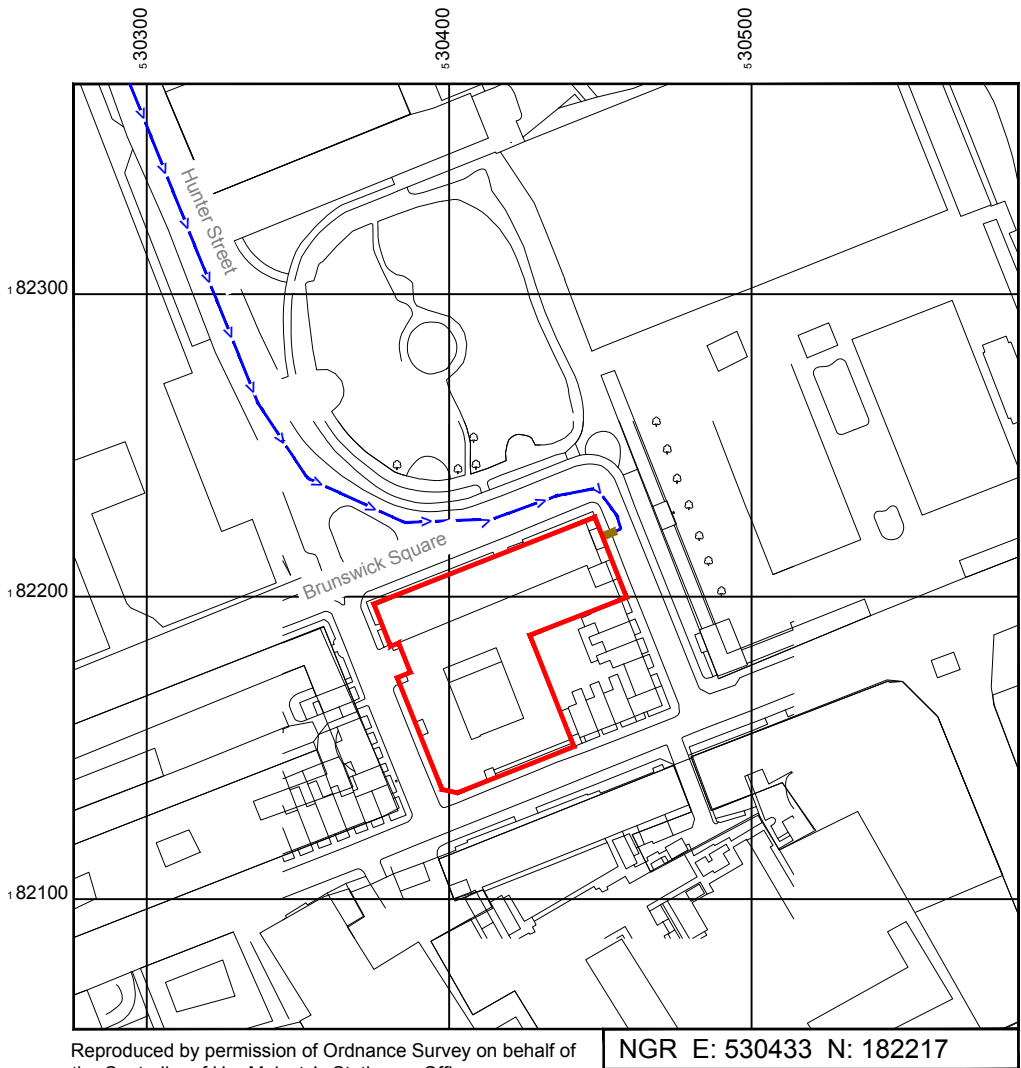 ⁵30300
⁵30400
⁵30500
Hunter Street
¹82300
Brunswick Square
¹82200
¹82100
Reproduced by permission of Ordnance Survey on behalf of
NGR E: 530433 N: 182217